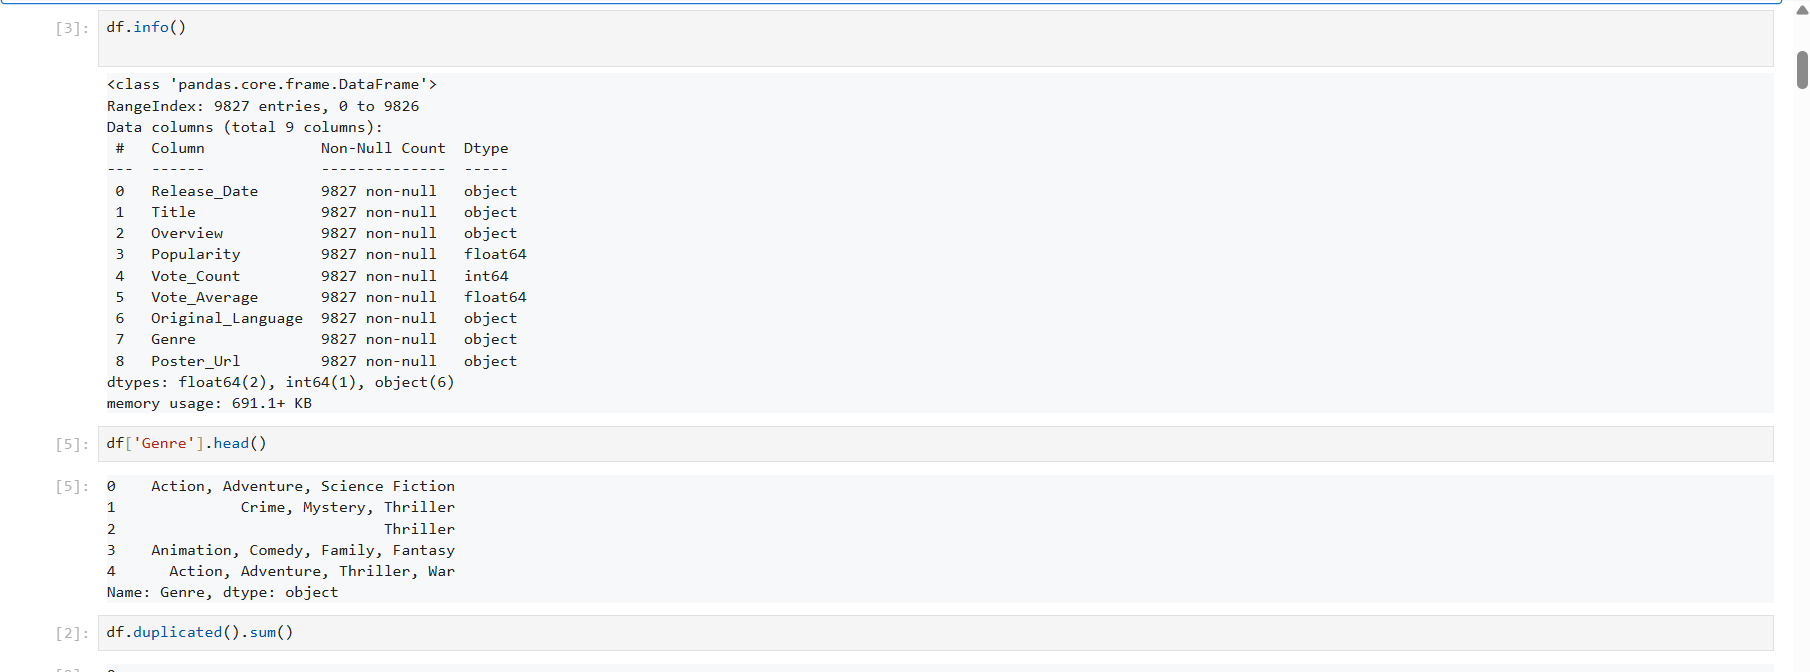 [3]: df.info()
<class 'pandas.core.frame.DataFrame'>
RangeIndex: 9827 entries, 0 to 9826
Data columns (total 9 columns):
 #   Column             Non-Null Count  Dtype
---  ------             --------------  -----
 0   Release_Date       9827 non-null   object
 1   Title              9827 non-null   object
 2   Overview           9827 non-null   object
 3   Popularity         9827 non-null   float64
 4   Vote_Count         9827 non-null   int64
 5   Vote_Average       9827 non-null   float64
 6   Original_Language  9827 non-null   object
 7   Genre              9827 non-null   object
 8   Poster_Url         9827 non-null   object
dtypes: float64(2), int64(1), object(6)
memory usage: 691.1+ KB
[5]: df['Genre'].head()
[5]: 0    Action, Adventure, Science Fiction
1              Crime, Mystery, Thriller
2                              Thriller
3    Animation, Comedy, Family, Fantasy
4      Action, Adventure, Thriller, War
Name: Genre, dtype: object
[2]: df.duplicated().sum()